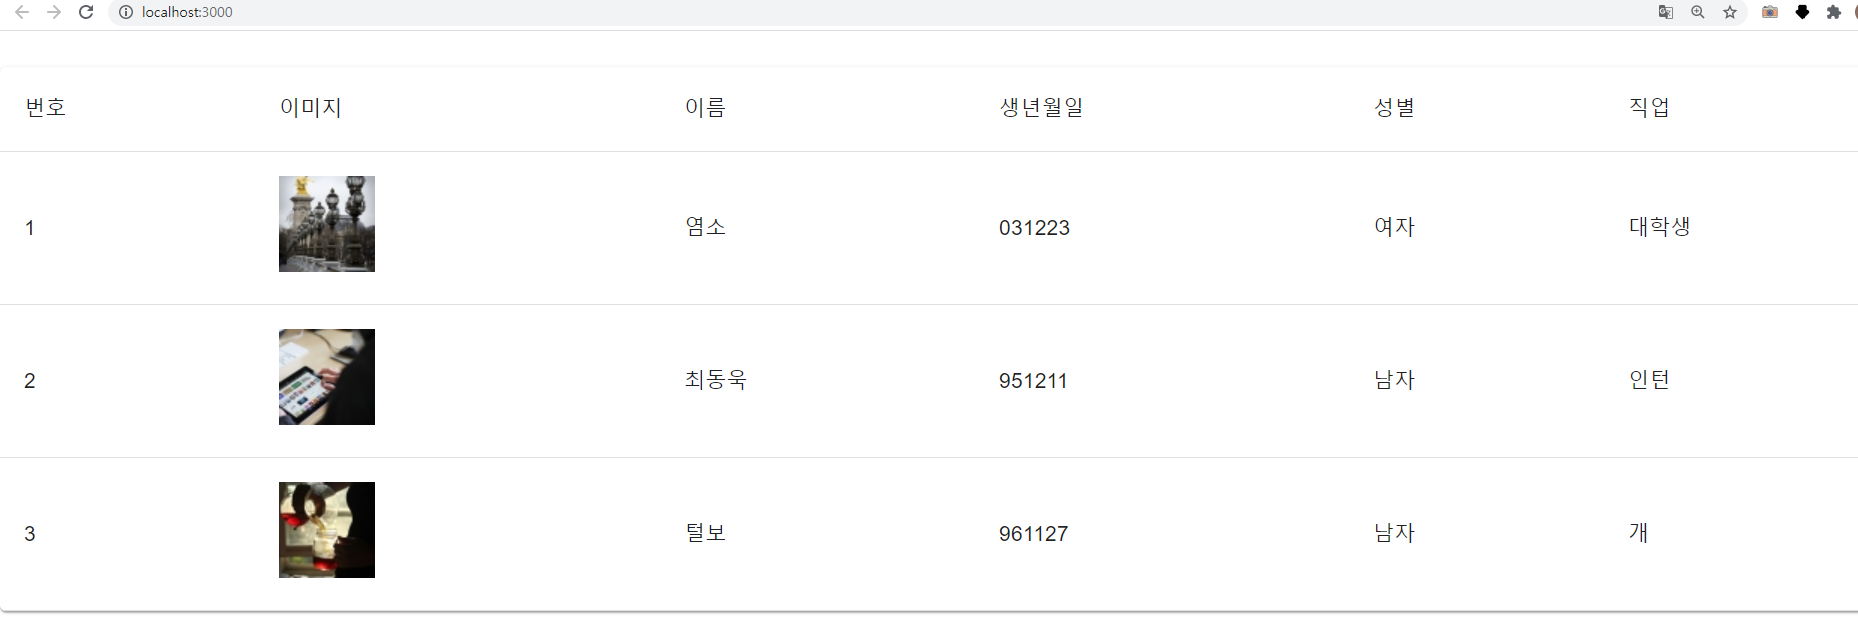 localhost:3000
번호 이미지 이름 생년월일 성별 직업
1 염소 031223 여자 대학생
2 최동욱 951211 남자 인턴
3 털보 961127 남자 개